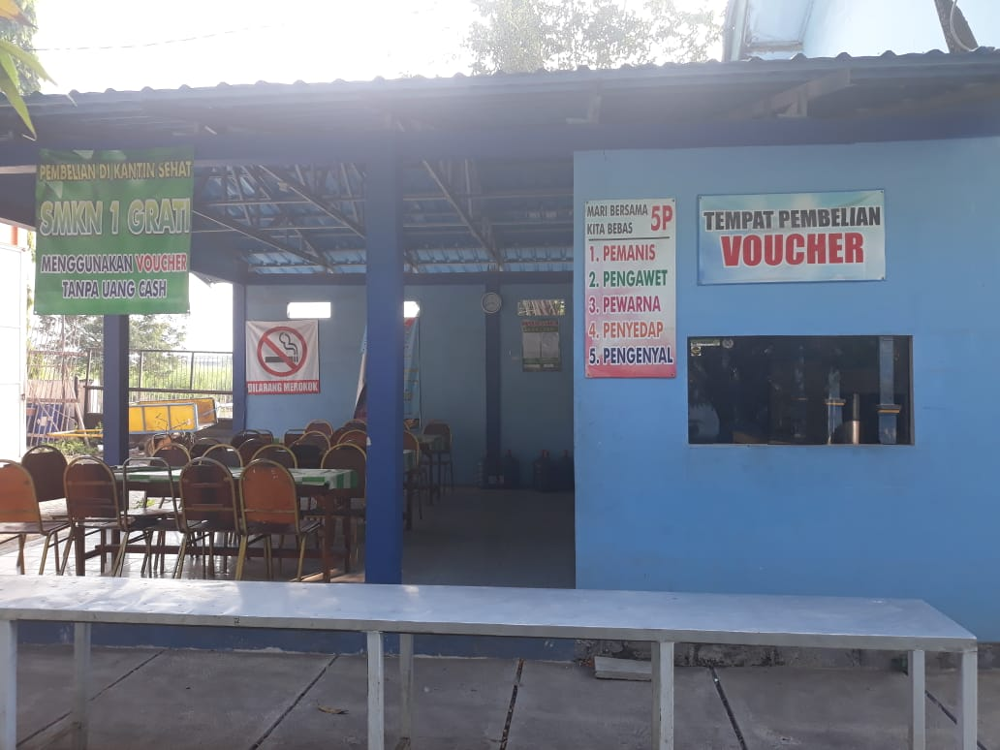 PEMBELIAN DI KANTIN SEHAT
SMKN 1 GRATI
MENGGUNAKAN VOUCHER
TANPA UANG CASH
DILARANG MEROKOK
MARI BERSAMA
KITA BEBAS 5P
1. PEMANIS
2. PENGAWET
3. PEWARNA
4. PENYEDAP
5. PENGENYAL
TEMPAT PEMBELIAN
VOUCHER